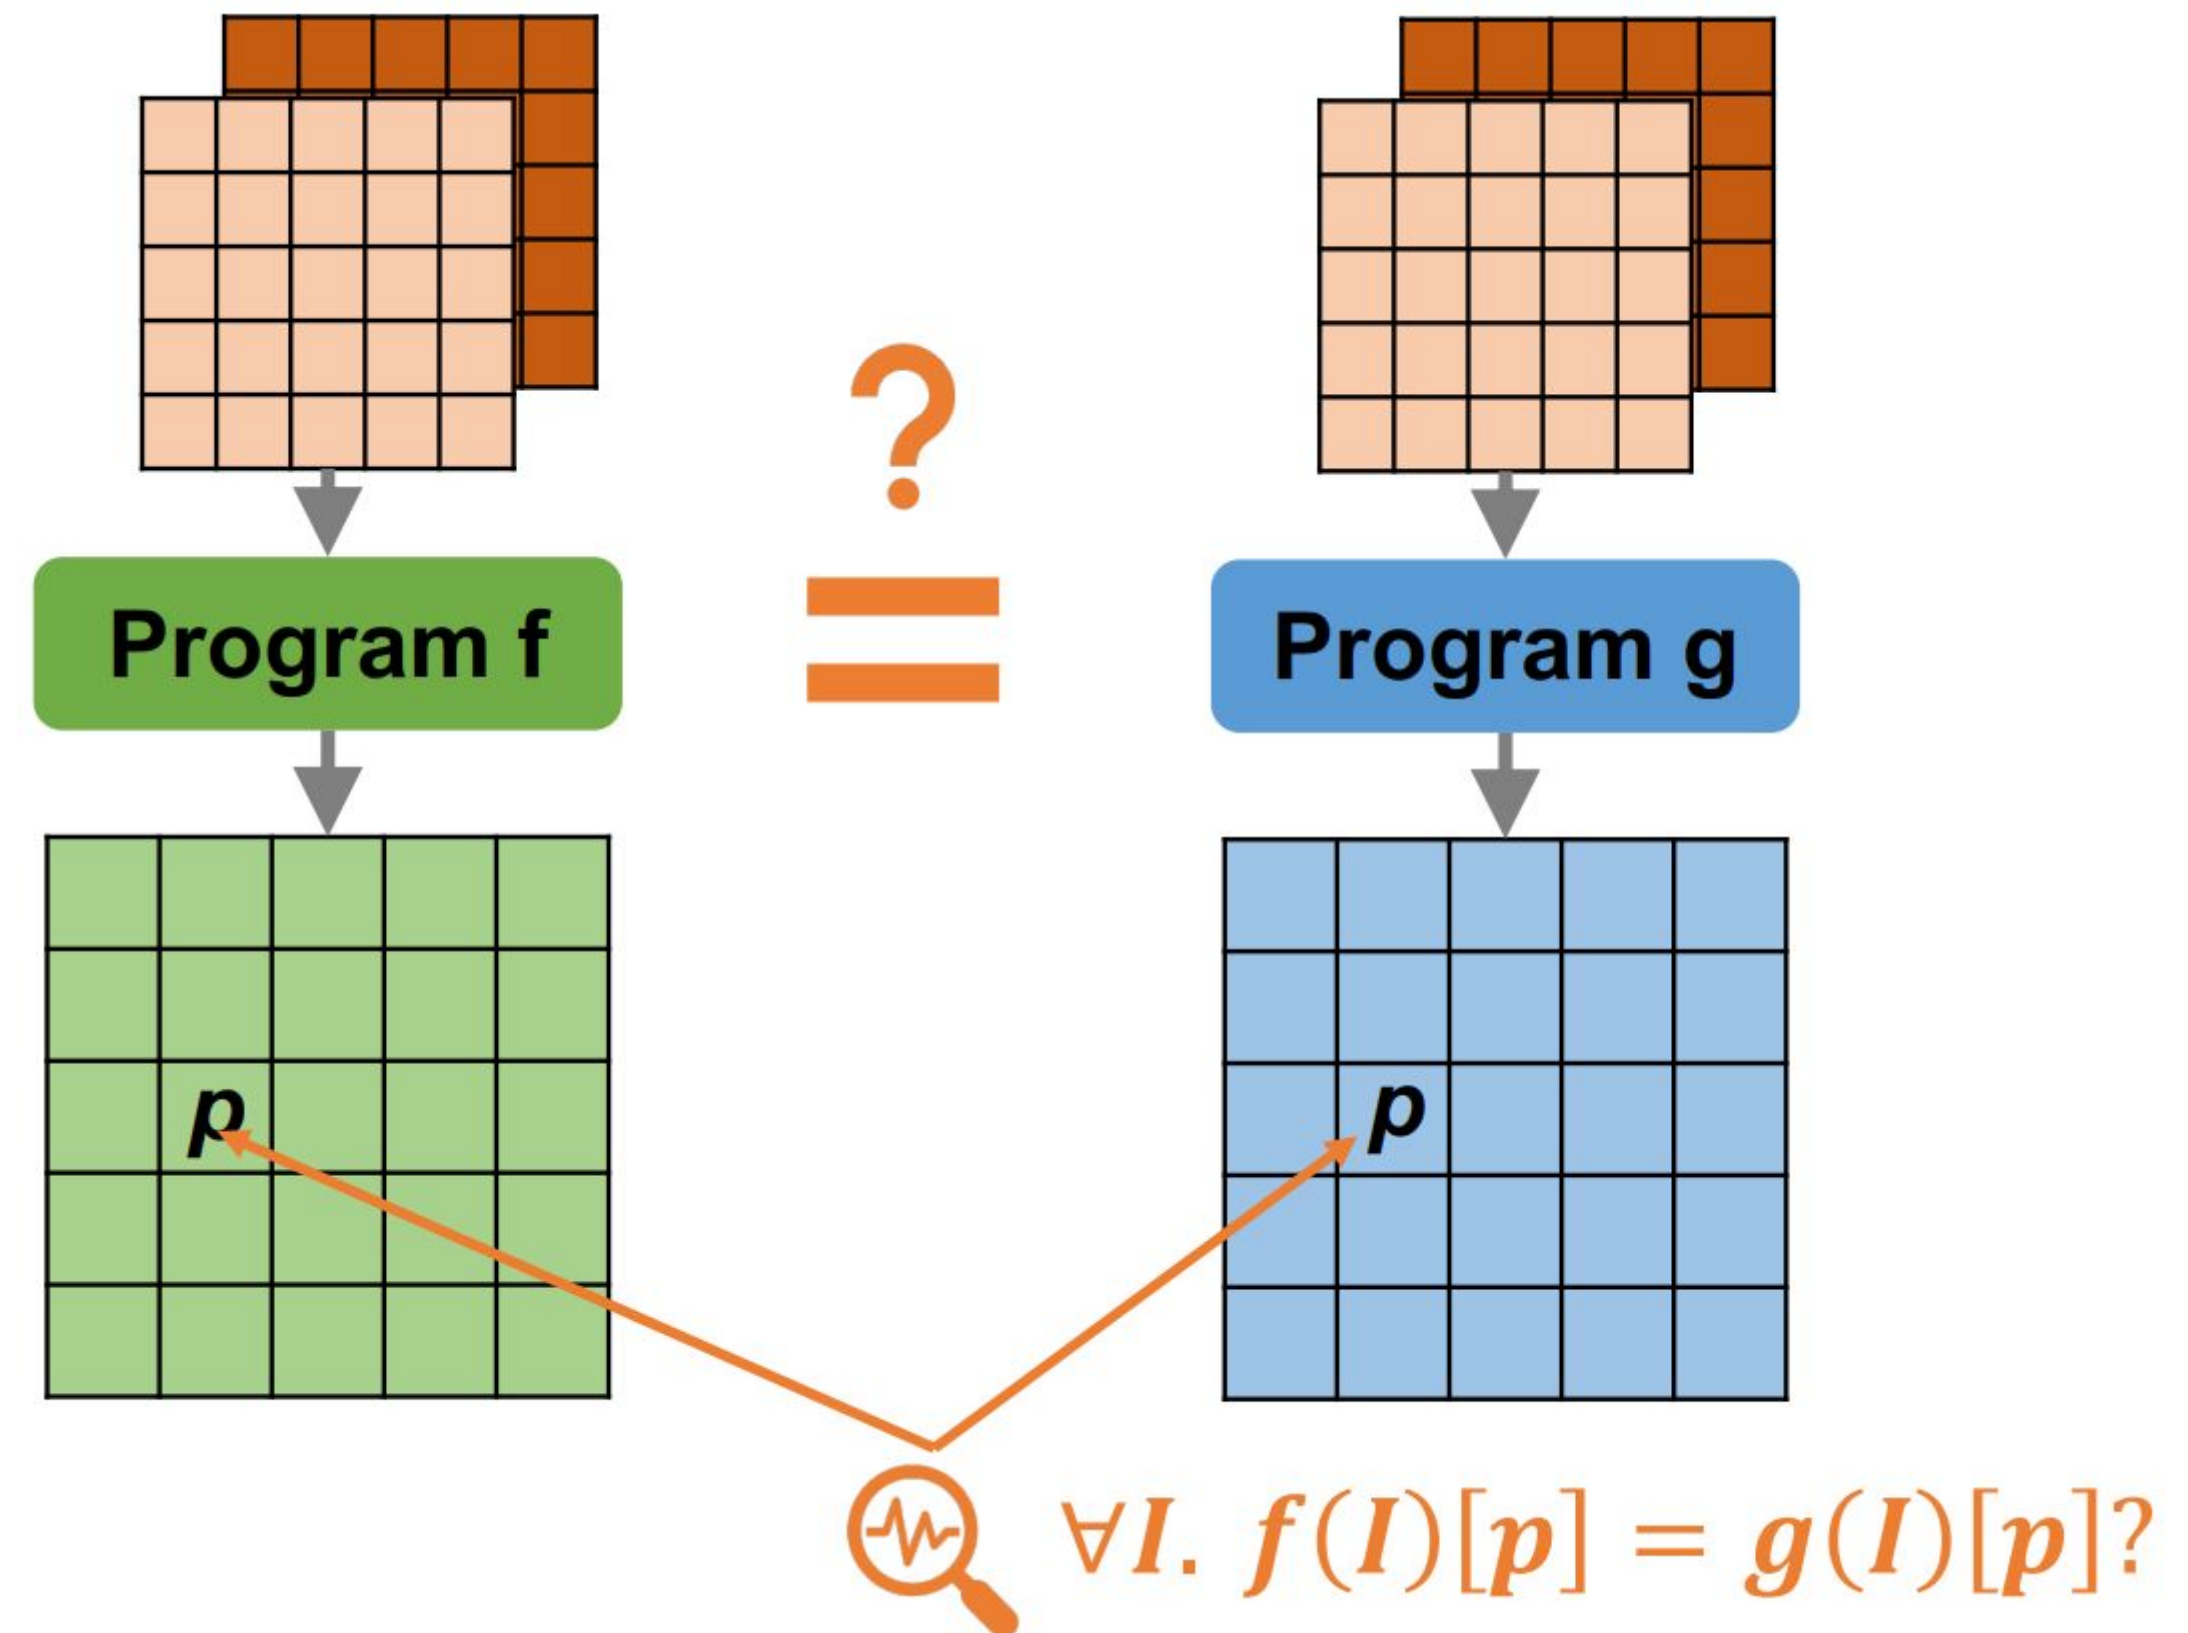 ?
=
Program f
Program g
p
p
∀I. f(I)[p] = g(I)[p]?